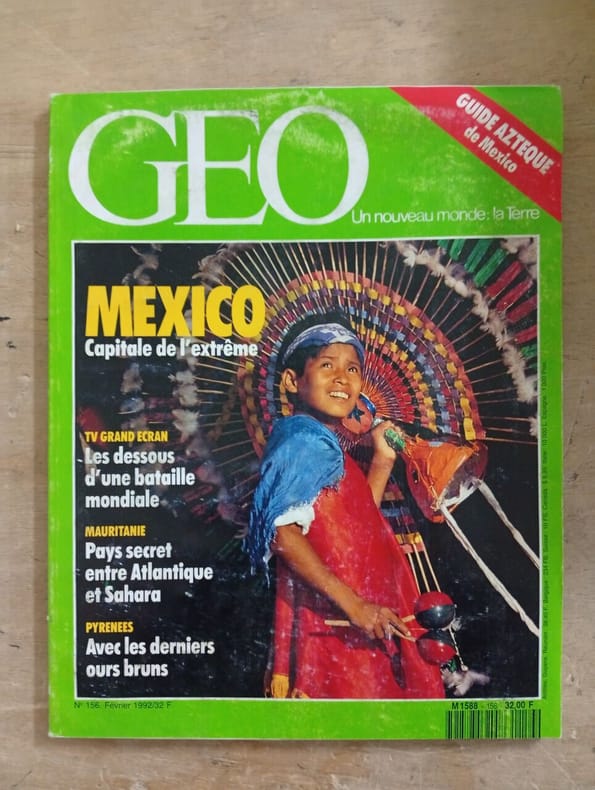 GUIDE AZTEQUE
de Mexico
GEO
Un nouveau monde: la Terre
MEXICO
Capitale de l'extrême
TV GRAND ECRAN
Les dessous
d'une bataille
mondiale
MAURITANIE
Pays secret
entre Atlantique
et Sahara
PYRENEES
Avec les derniers
ours bruns
N° 156, Février 1992/32 F
M 1588 - 156 - 32,00 F